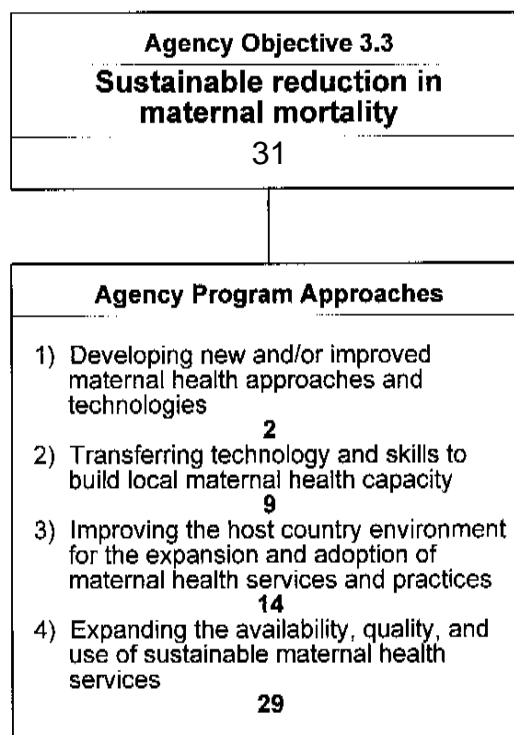 Agency Objective 3.3
Sustainable reduction in
maternal mortality
31
Agency Program Approaches
1) Developing new and/or improved
maternal health approaches and
technologies
2
2) Transferring technology and skills to
build local maternal health capacity
9
3) Improving the host country environment
for the expansion and adoption of
maternal health services and practices
14
4) Expanding the availability, quality, and
use of sustainable maternal health
services
29